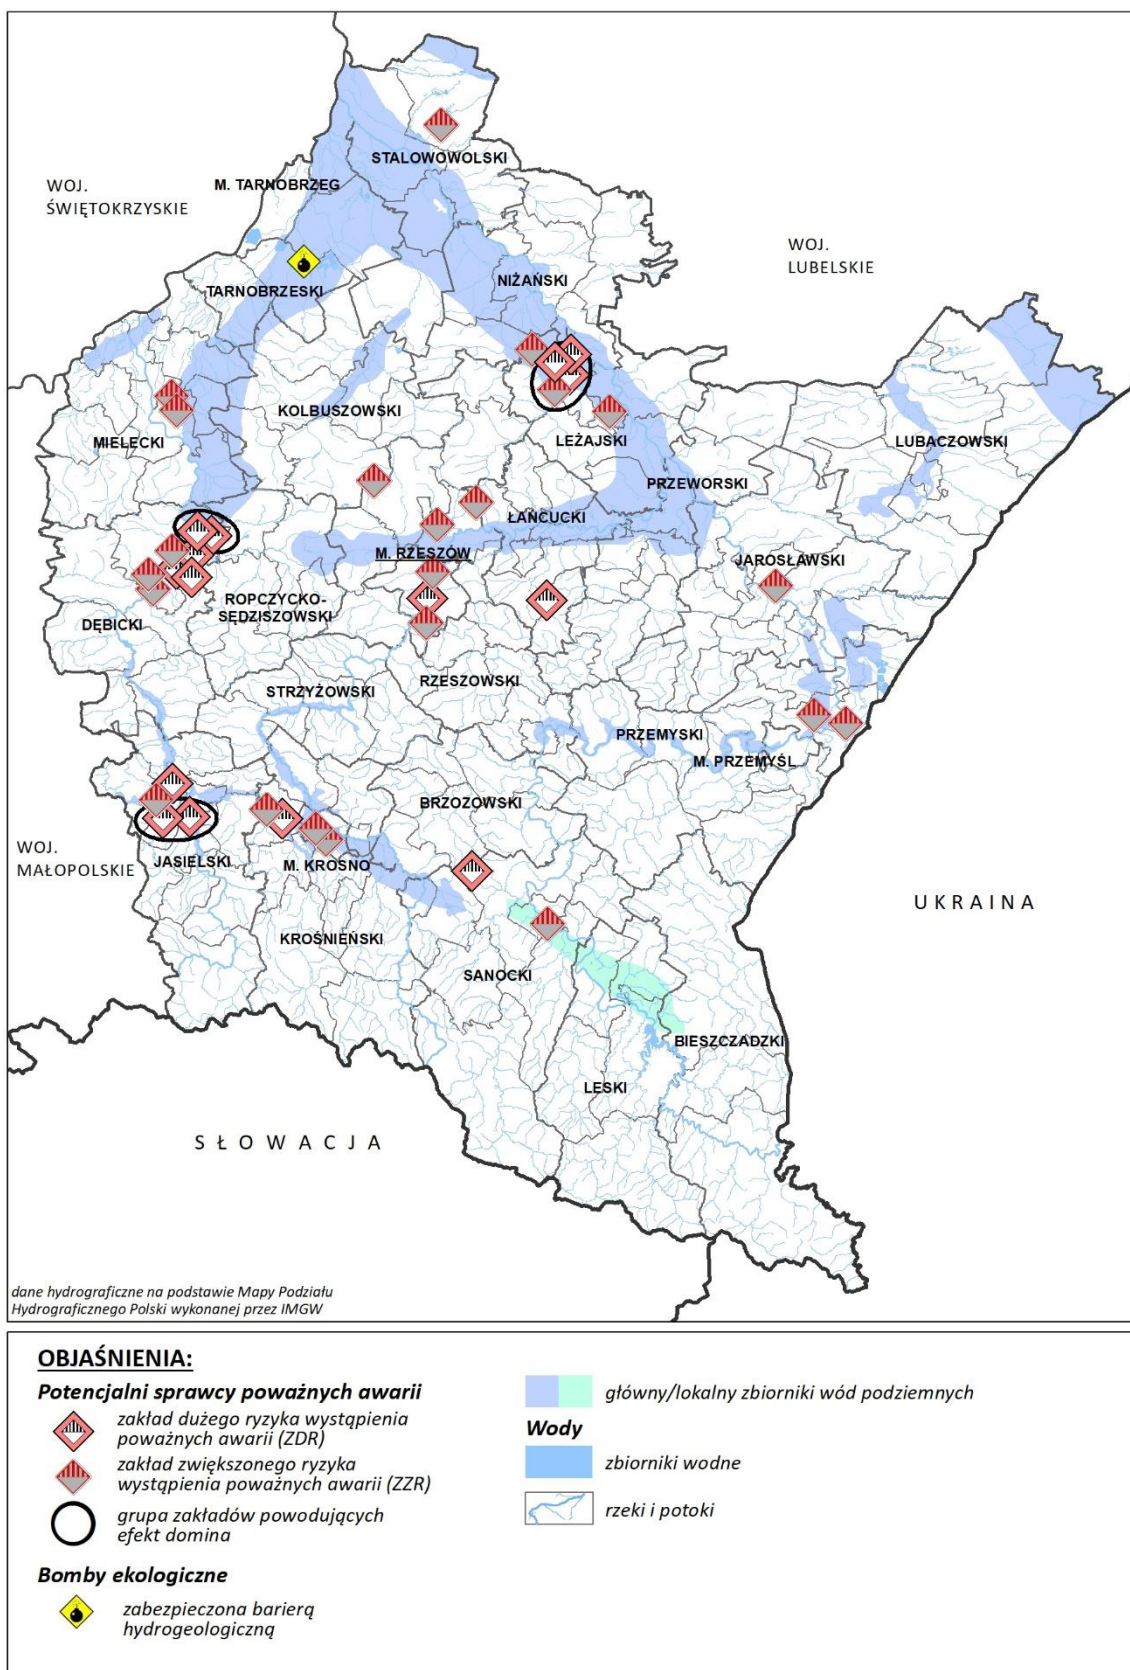 WOJ.
ŚWIĘTOKRZYSKIE
M. TARNOBRZEG
STALOWOWOLSKI
WOJ.
LUBELSKIE
TARNOBRZESKI
NIŻAŃSKI
KOLBUSZOWSKI
MIELECKI
LEŻAJSKI
LUBACZOWSKI
PRZEWORSKI
ŁAŃCUCKI
M. RZESZÓW
JAROSŁAWSKI
ROPCZYCKO-
SĘDZISZOWSKI
DĘBICKI
RZESZOWSKI
STRZYŻOWSKI
PRZEMYSKI
M. PRZEMYŚL
BRZOZOWSKI
WOJ.
MAŁOPOLSKIE
JASIELSKI
M. KROSNO
UKRAINA
KROŚNIEŃSKI
SANOCKI
BIESZCZADZKI
LESKI
SŁOWACJA
dane hydrograficzne na podstawie Mapy Podziału
Hydrograficznego Polski wykonanej przez IMGW
OBJAŚNIENIA:
Potencjalni sprawcy poważnych awarii
zakład dużego ryzyka wystąpienia
poważnych awarii (ZDR)
zakład zwiększonego ryzyka
wystąpienia poważnych awarii (ZZR)
grupa zakładów powodujących
efekt domina
Bomby ekologiczne
zabezpieczona barierą
hydrogeologiczną
główny/lokalny zbiorniki wód podziemnych
Wody
zbiorniki wodne
rzeki i potoki